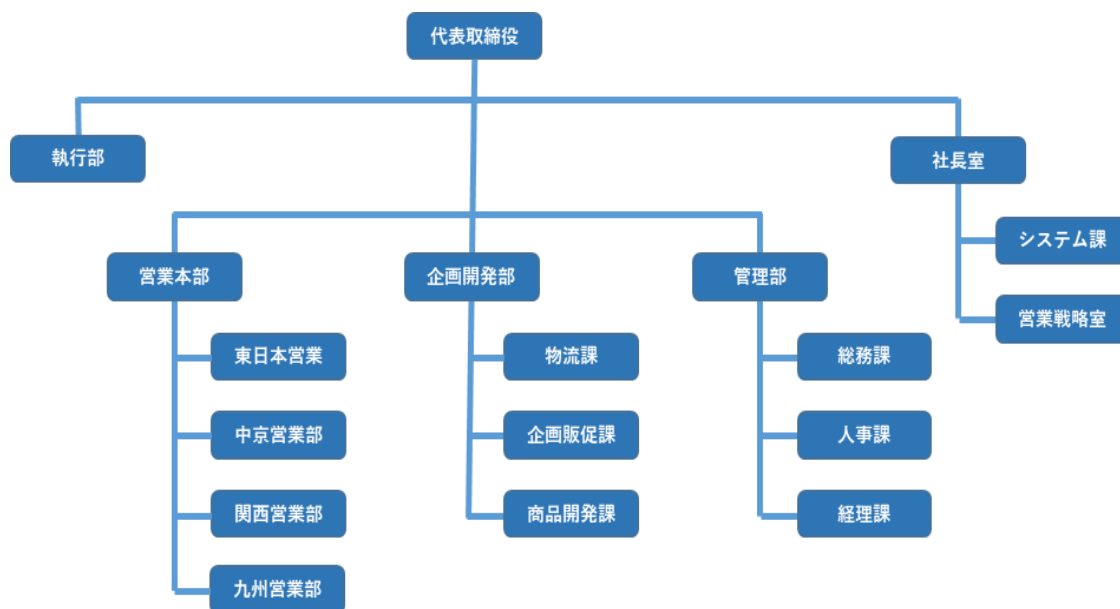 代表取締役
執行部
社長室
システム課
営業戦略室
営業本部
東日本営業
中京営業部
関西営業部
九州営業部
企画開発部
物流課
企画販促課
商品開発課
管理部
総務課
人事課
経理課